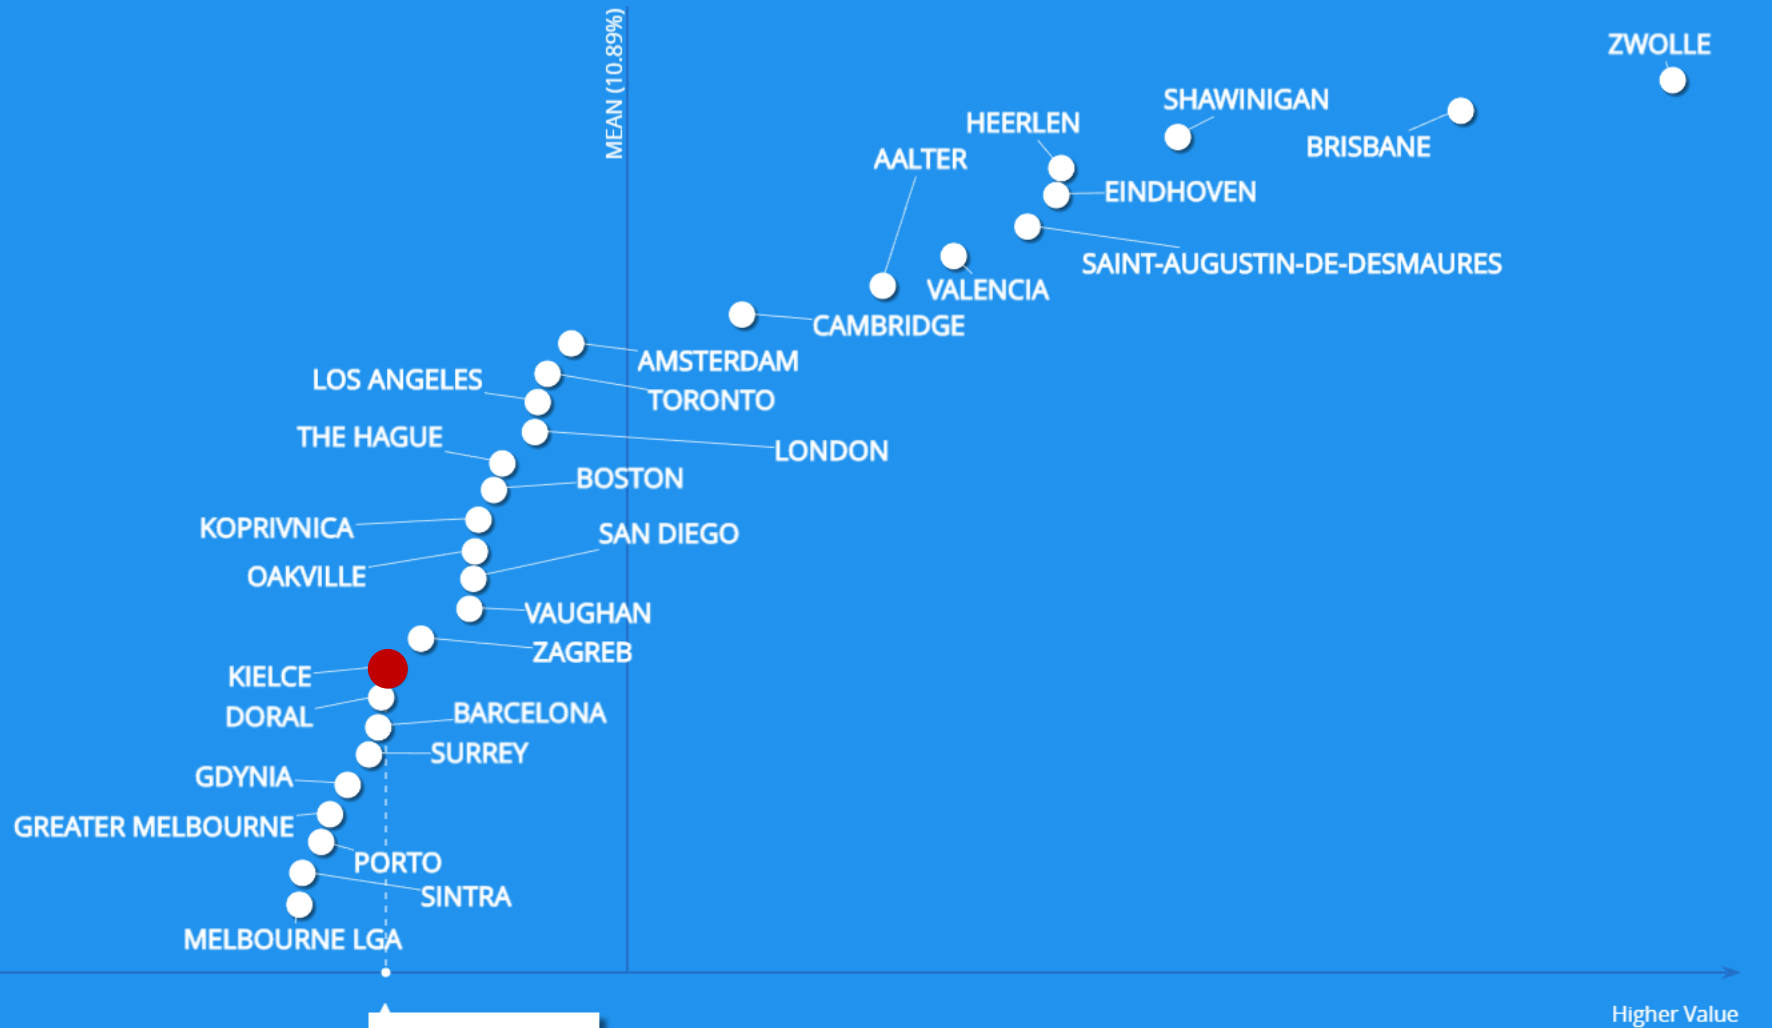 MEAN (10.89%)
ZWOLLE
SHAWINIGAN
HEERLEN
BRISBANE
AALTER
EINDHOVEN
SAINT-AUGUSTIN-DE-DESMAURES
VALENCIA
CAMBRIDGE
AMSTERDAM
LOS ANGELES
TORONTO
THE HAGUE
LONDON
BOSTON
KOPRIVNICA
SAN DIEGO
OAKVILLE
VAUGHAN
ZAGREB
KIELCE
DORAL
BARCELONA
SURREY
GDYNIA
GREATER MELBOURNE
PORTO
SINTRA
MELBOURNE LGA
Higher Value